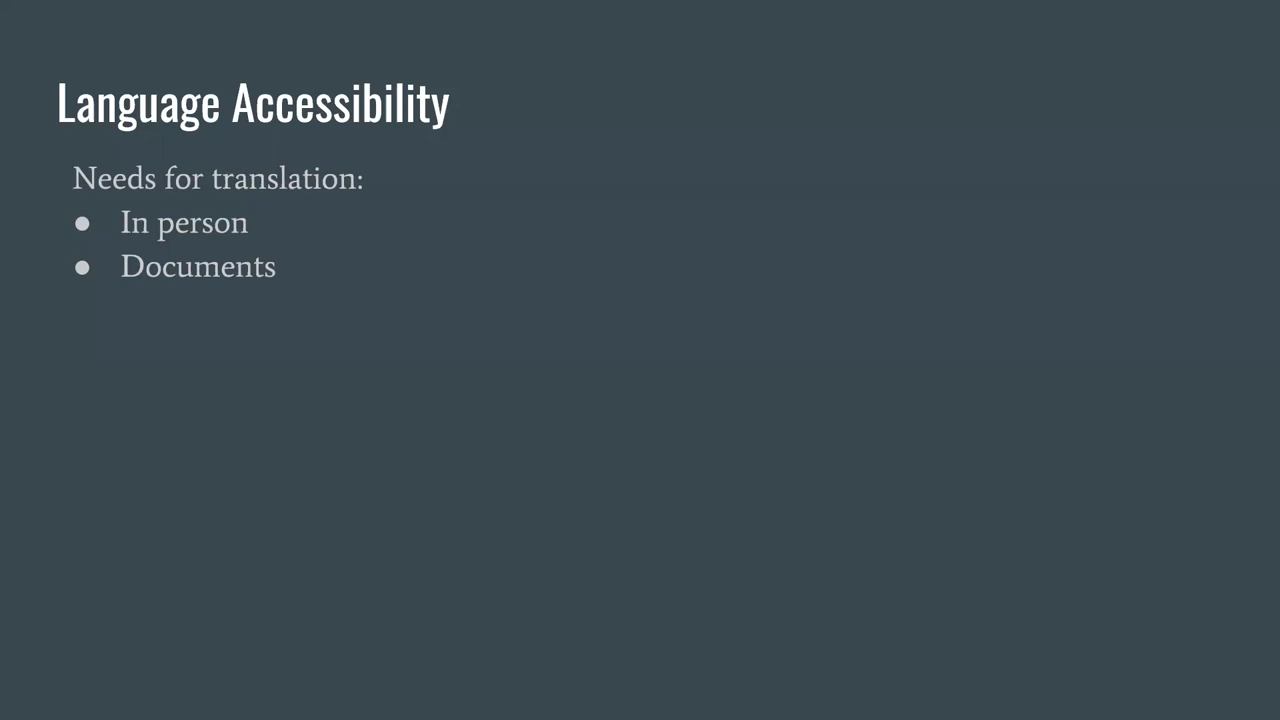 Language Accessibility
Needs for translation:
● In person
● Documents